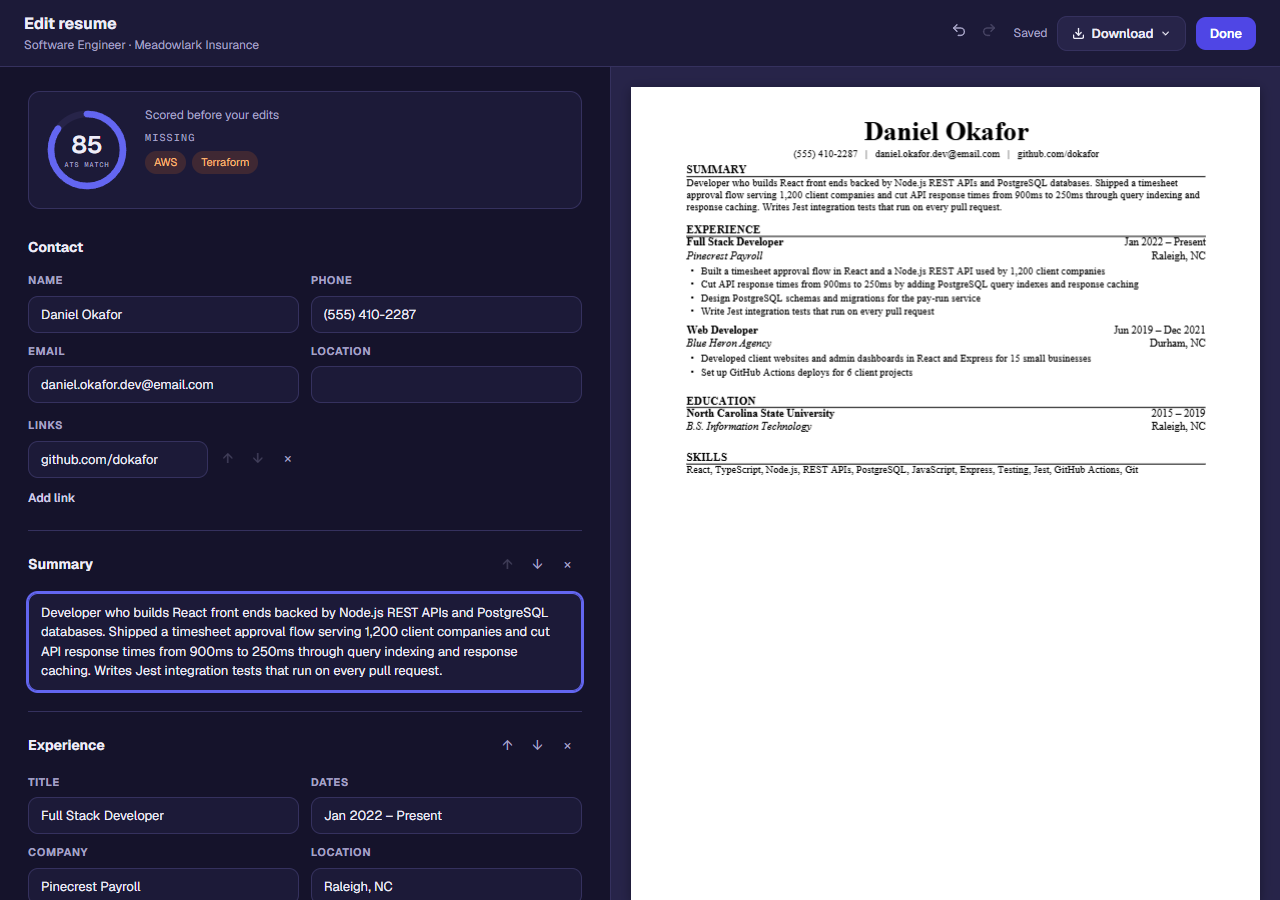 Edit resume
Software Engineer · Meadowlark Insurance
Saved
Download
Done
85
ATS MATCH
Scored before your edits
MISSING
AWS
Terraform
Contact
NAME
PHONE
Daniel Okafor
(555) 410-2287
EMAIL
LOCATION
daniel.okafor.dev@email.com
LINKS
github.com/dokafor
Add link
Summary
Developer who builds React front ends backed by Node.js REST APIs and PostgreSQL
databases. Shipped a timesheet approval flow serving 1,200 client companies and cut
API response times from 900ms to 250ms through query indexing and response
caching. Writes Jest integration tests that run on every pull request.
Experience
TITLE
DATES
Full Stack Developer
Jan 2022 – Present
COMPANY
LOCATION
Pinecrest Payroll
Raleigh, NC
Daniel Okafor
(555) 410-2287 | daniel.okafor.dev@email.com | github.com/dokafor
SUMMARY
Developer who builds React front ends backed by Node.js REST APIs and PostgreSQL databases. Shipped a timesheet
approval flow serving 1,200 client companies and cut API response times from 900ms to 250ms through query indexing and
response caching. Writes Jest integration tests that run on every pull request.
EXPERIENCE
Full Stack Developer Jan 2022 – Present
Pinecrest Payroll Raleigh, NC
• Built a timesheet approval flow in React and a Node.js REST API used by 1,200 client companies
• Cut API response times from 900ms to 250ms by adding PostgreSQL query indexes and response caching
• Design PostgreSQL schemas and migrations for the pay-run service
• Write Jest integration tests that run on every pull request
Web Developer Jun 2019 – Dec 2021
Blue Heron Agency Durham, NC
• Developed client websites and admin dashboards in React and Express for 15 small businesses
• Set up GitHub Actions deploys for 6 client projects
EDUCATION
North Carolina State University 2015 – 2019
B.S. Information Technology Raleigh, NC
SKILLS
React, TypeScript, Node.js, REST APIs, PostgreSQL, JavaScript, Express, Testing, Jest, GitHub Actions, Git